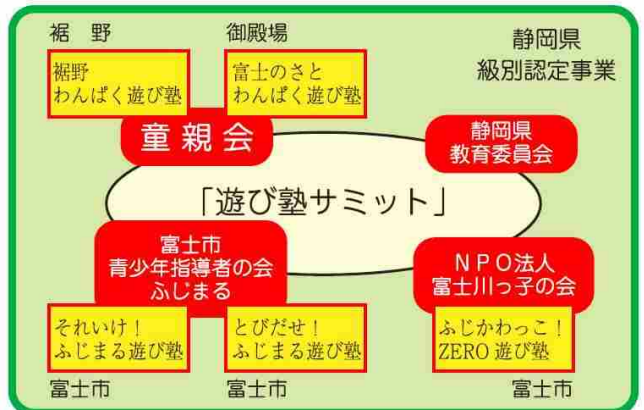 裾 野
御殿場
静岡県
級別認定事業
裾野
わんぱく遊び塾
富士のさと
わんぱく遊び塾
童親会
静岡県
教育委員会
「遊び塾サミット」
富士市
青少年指導者の会
ふじまる
NPO法人
富士川っ子の会
それいけ!
ふじまる遊び塾
とびだせ!
ふじまる遊び塾
ふじかわっこ!
ZERO 遊び塾
富士市
富士市
富士市